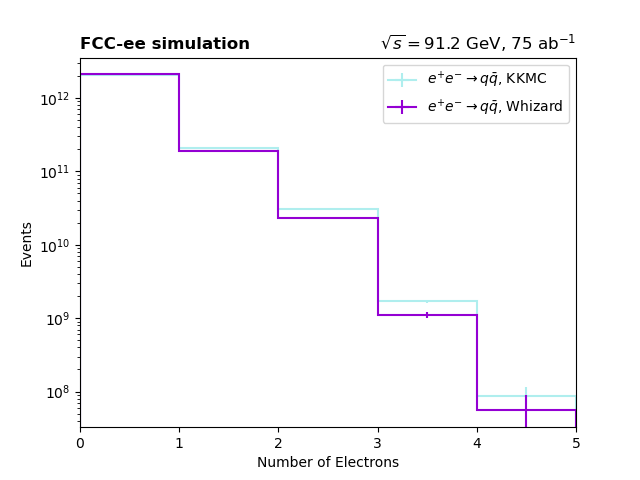 FCC-ee simulation
√s = 91.2 GeV, 75 ab⁻¹
e⁺e⁻ → qq̄, KKMC
e⁺e⁻ → qq̄, Whizard
Events
10¹²
10¹¹
10¹⁰
10⁹
10⁸
0 1 2 3 4 5
Number of Electrons